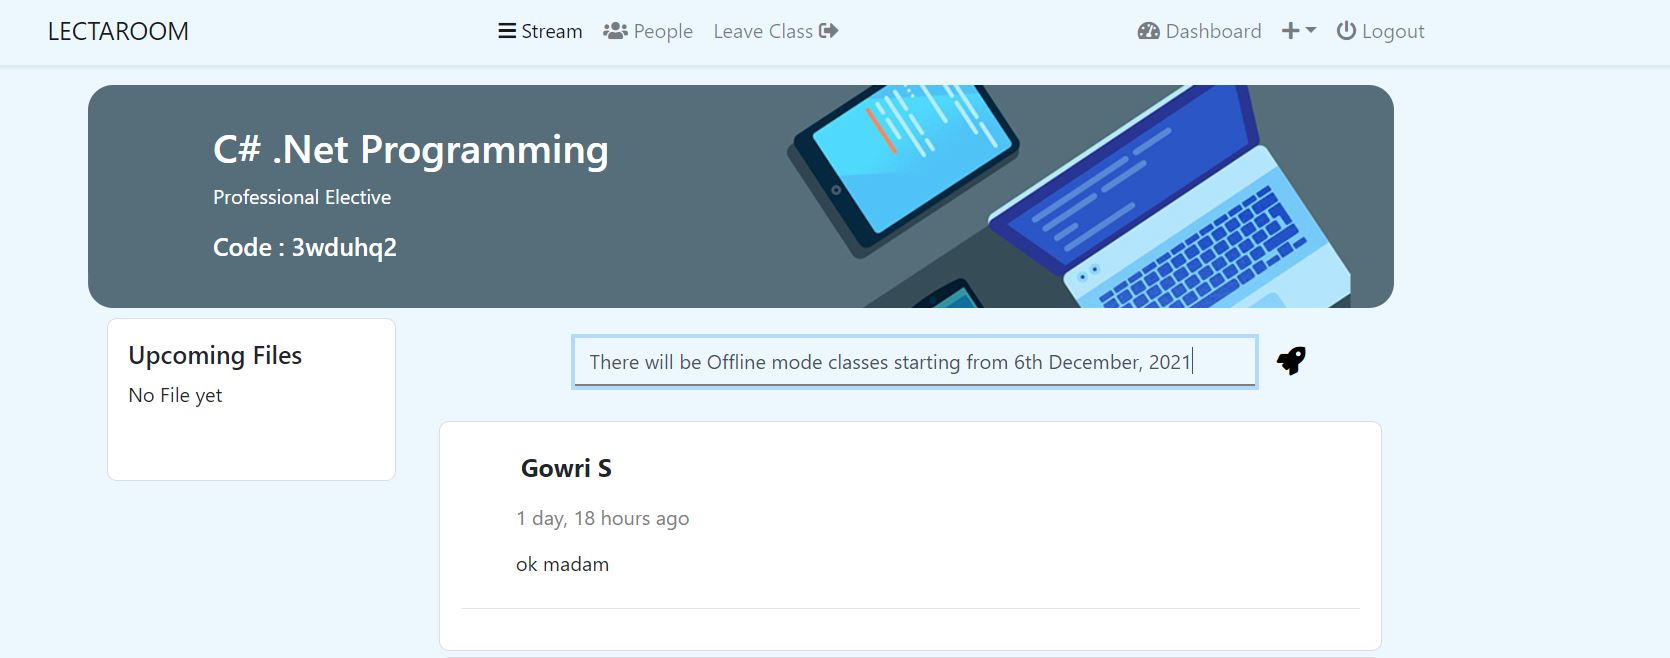 LECTAROOM
Stream
People
Leave Class
Dashboard
Logout
C# .Net Programming
Professional Elective
Code : 3wduhq2
Upcoming Files
No File yet
There will be Offline mode classes starting from 6th December, 2021
Gowri S
1 day, 18 hours ago
ok madam